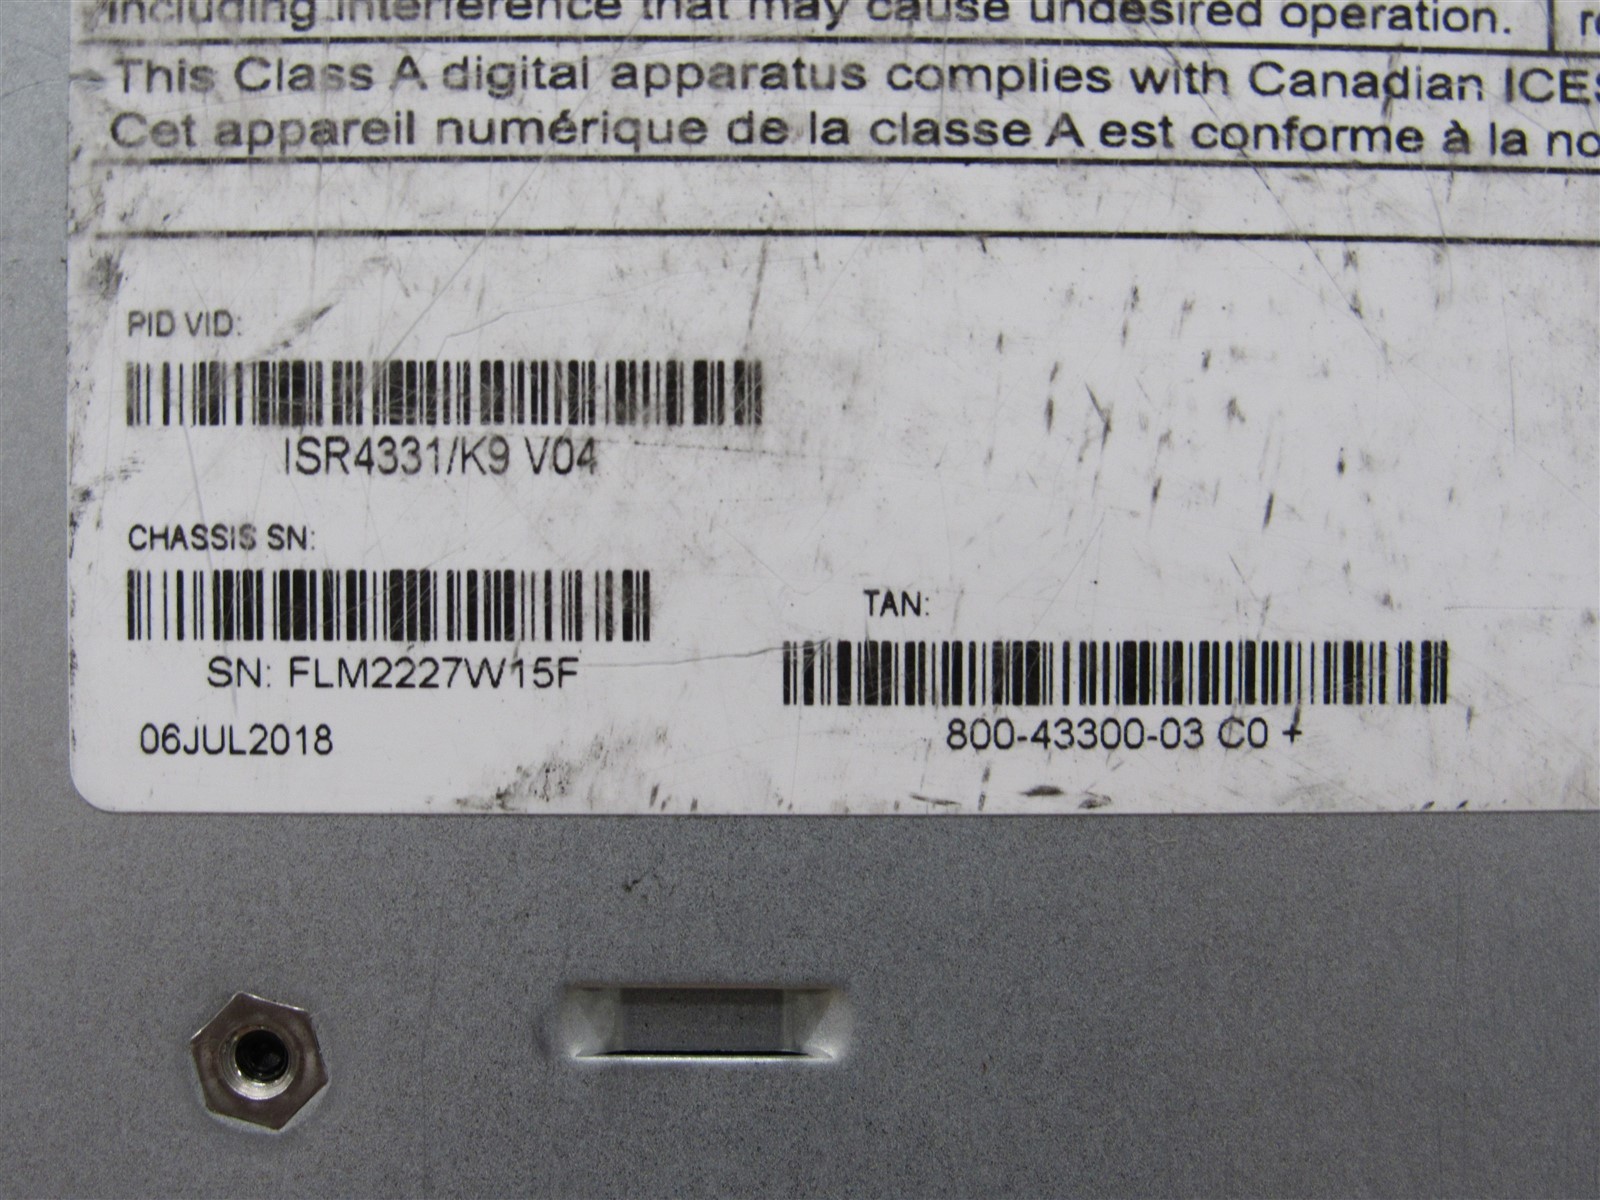 including interference that may cause undesired operation.
This Class A digital apparatus complies with Canadian ICES
Cet appareil numérique de la classe A est conforme à la no
PID VID:
ISR4331/K9 V04
CHASSIS SN:
SN: FLM2227W15F
TAN:
800-43300-03 C0 +
06JUL2018